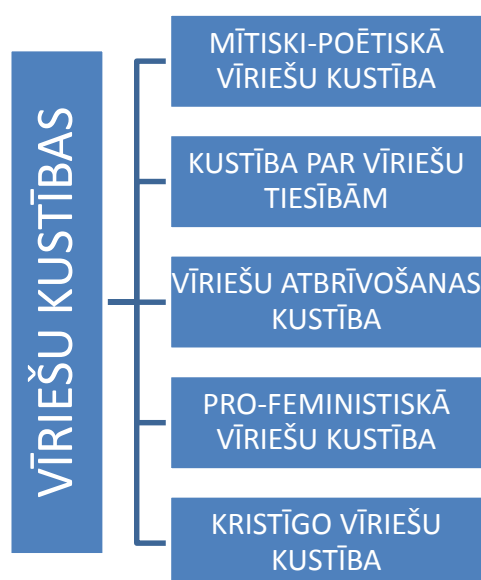 VĪRIEŠU KUSTĪBAS
MĪTISKI-POĒTISKĀ
VĪRIEŠU KUSTĪBA
KUSTĪBA PAR VĪRIEŠU
TIESĪBĀM
VĪRIEŠU ATBRĪVOŠANAS
KUSTĪBA
PRO-FEMINISTISKĀ
VĪRIEŠU KUSTĪBA
KRISTĪGO VĪRIEŠU
KUSTĪBA